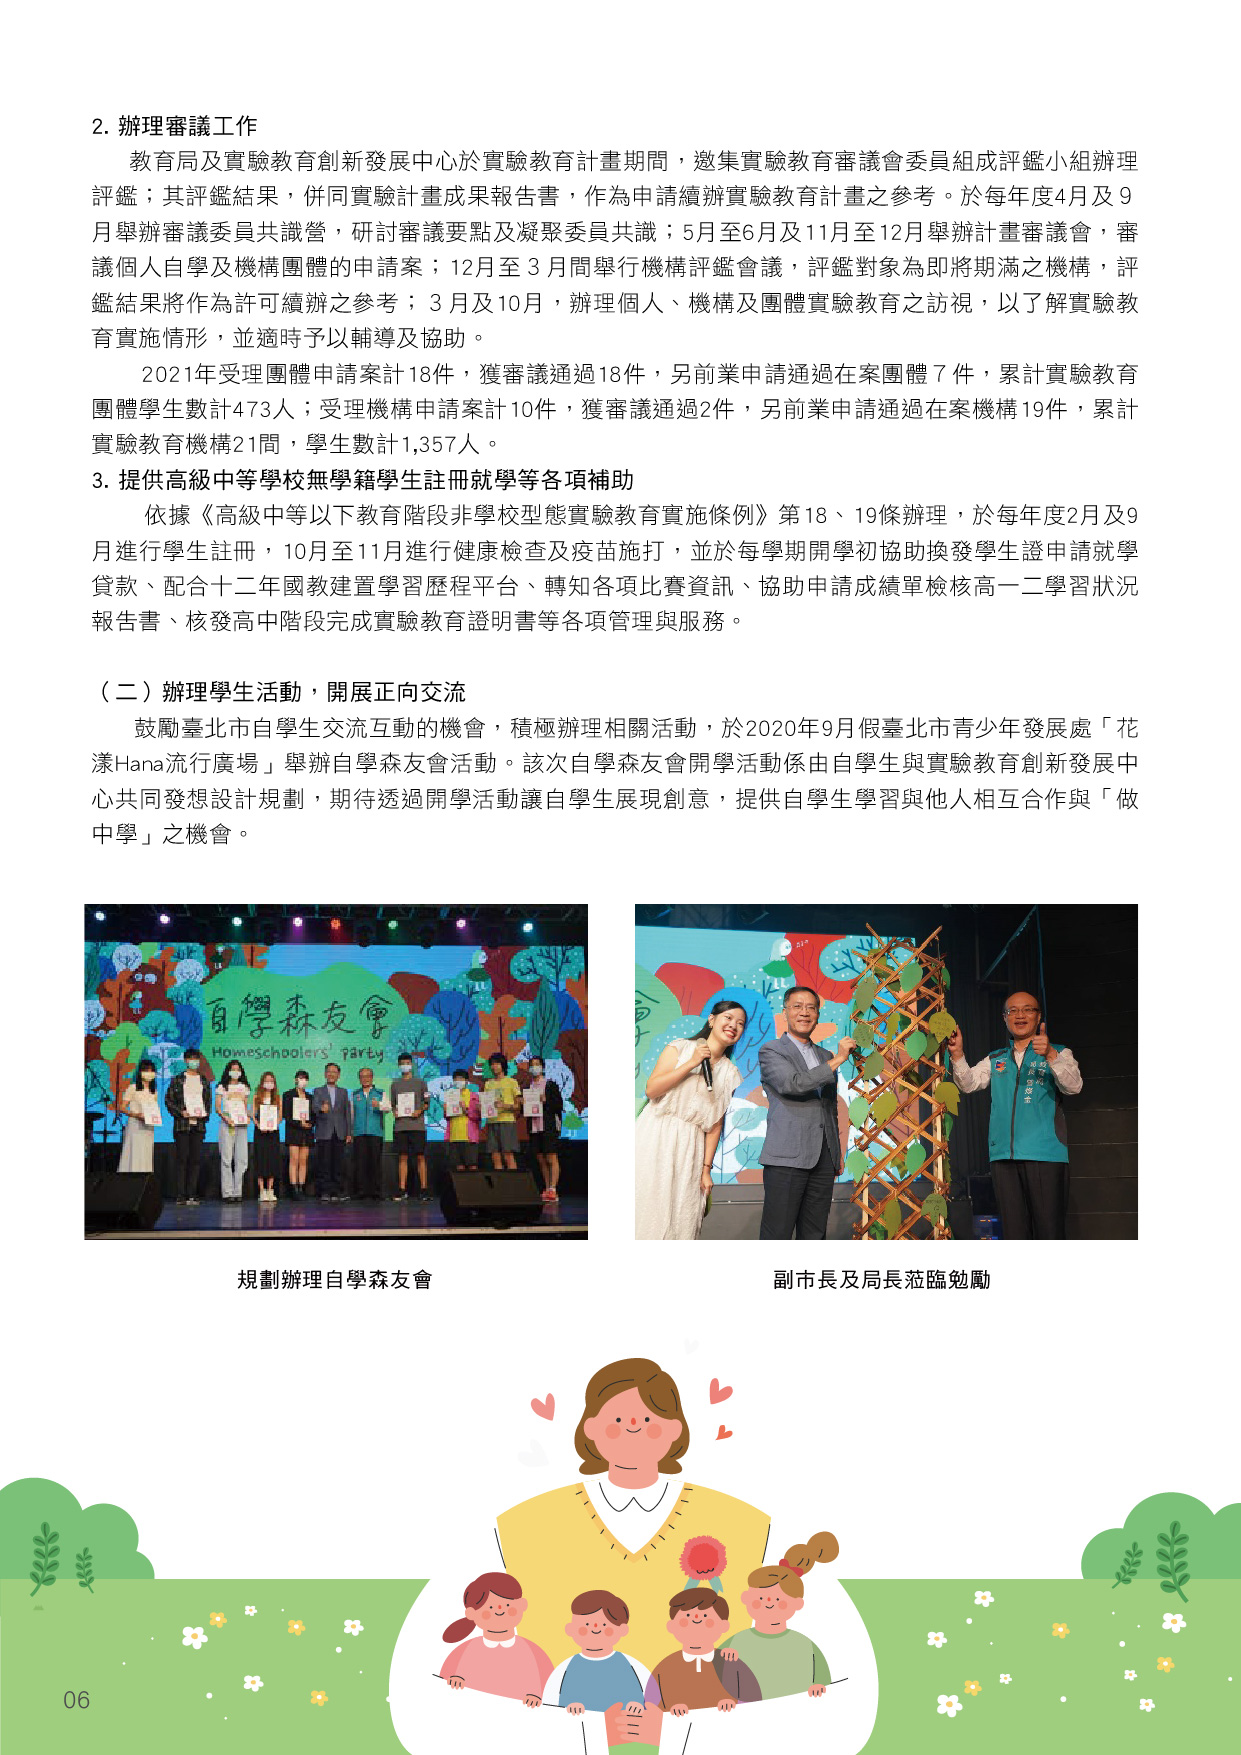 2. 辦理審議工作
教育局及實驗教育創新發展中心於實驗教育計畫期間，邀集實驗教育審議會委員組成評鑑小組辦理
評鑑；其評鑑結果，併同實驗計畫成果報告書，作為申請續辦實驗教育計畫之參考。於每年度4月及９
月舉辦審議委員共識營，研討審議要點及凝聚委員共識；5月至6月及11月至12月舉辦計畫審議會，審
議個人自學及機構團體的申請案；12月至３月間舉行機構評鑑會議，評鑑對象為即將期滿之機構，評
鑑結果將作為許可續辦之參考；３月及10月，辦理個人、機構及團體實驗教育之訪視，以了解實驗教
育實施情形，並適時予以輔導及協助。
2021年受理團體申請案計18件，獲審議通過18件，另前業申請通過在案團體７件，累計實驗教育
團體學生數計473人；受理機構申請案計10件，獲審議通過2件，另前業申請通過在案機構19件，累計
實驗教育機構21間，學生數計1,357人。
3. 提供高級中等學校無學籍學生註冊就學等各項補助
依據《高級中等以下教育階段非學校型態實驗教育實施條例》第18、19條辦理，於每年度2月及9
月進行學生註冊，10月至11月進行健康檢查及疫苗施打，並於每學期開學初協助換發學生證申請就學
貸款、配合十二年國教建置學習歷程平台、轉知各項比賽資訊、協助申請成績單檢核高一二學習狀況
報告書、核發高中階段完成實驗教育證明書等各項管理與服務。
（二）辦理學生活動，開展正向交流
鼓勵臺北市自學生交流互動的機會，積極辦理相關活動，於2020年9月假臺北市青少年發展處「花
漾Hana流行廣場」舉辦自學森友會活動。該次自學森友會開學活動係由自學生與實驗教育創新發展中
心共同發想設計規劃，期待透過開學活動讓自學生展現創意，提供自學生學習與他人相互合作與「做
中學」之機會。
自學森友會
Homeschoolers' party
會
規劃辦理自學森友會
副市長及局長蒞臨勉勵
06